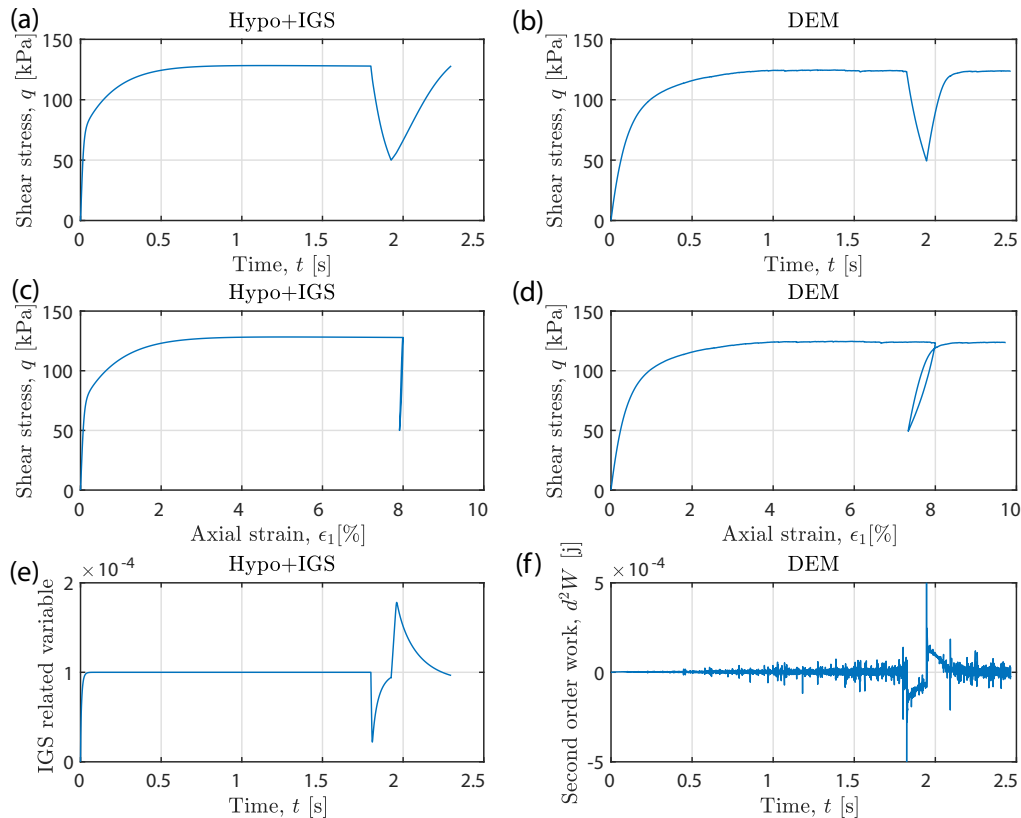 (a)
Hypo+IGS
Shear stress, q [kPa]
150
100
50
0
0 0.5 1 1.5 2 2.5
Time, t [s]
(b)
DEM
Shear stress, q [kPa]
150
100
50
0
0 0.5 1 1.5 2 2.5
Time, t [s]
(c)
Hypo+IGS
Shear stress, q [kPa]
150
100
50
0
0 2 4 6 8 10
Axial strain, ϵ₁[%]
(d)
DEM
Shear stress, q [kPa]
150
100
50
0
0 2 4 6 8 10
Axial strain, ϵ₁[%]
(e)
Hypo+IGS
×10⁻⁴
IGS related variable
2
1
0
0 0.5 1 1.5 2 2.5
Time, t [s]
(f)
DEM
×10⁻⁴
Second order work, d²W [j]
5
0
-5
0 0.5 1 1.5 2 2.5
Time, t [s]